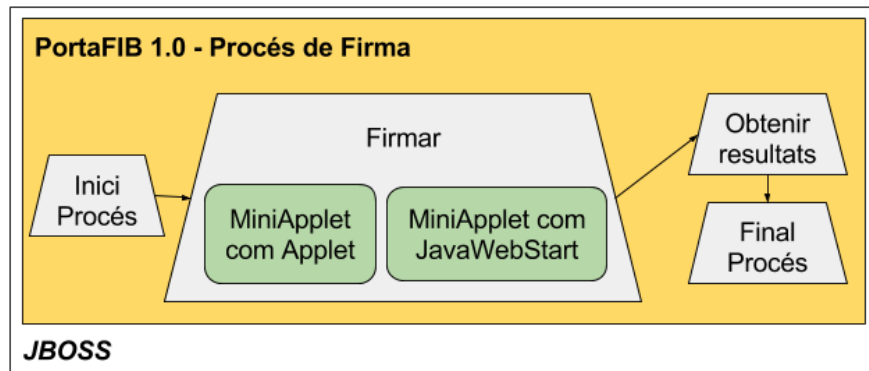 PortaFIB 1.0 - Procés de Firma
Inici
Procés
Firmar
MiniApplet
com Applet
MiniApplet com
JavaWebStart
Obtenir
resultats
Final
Procés
JBOSS